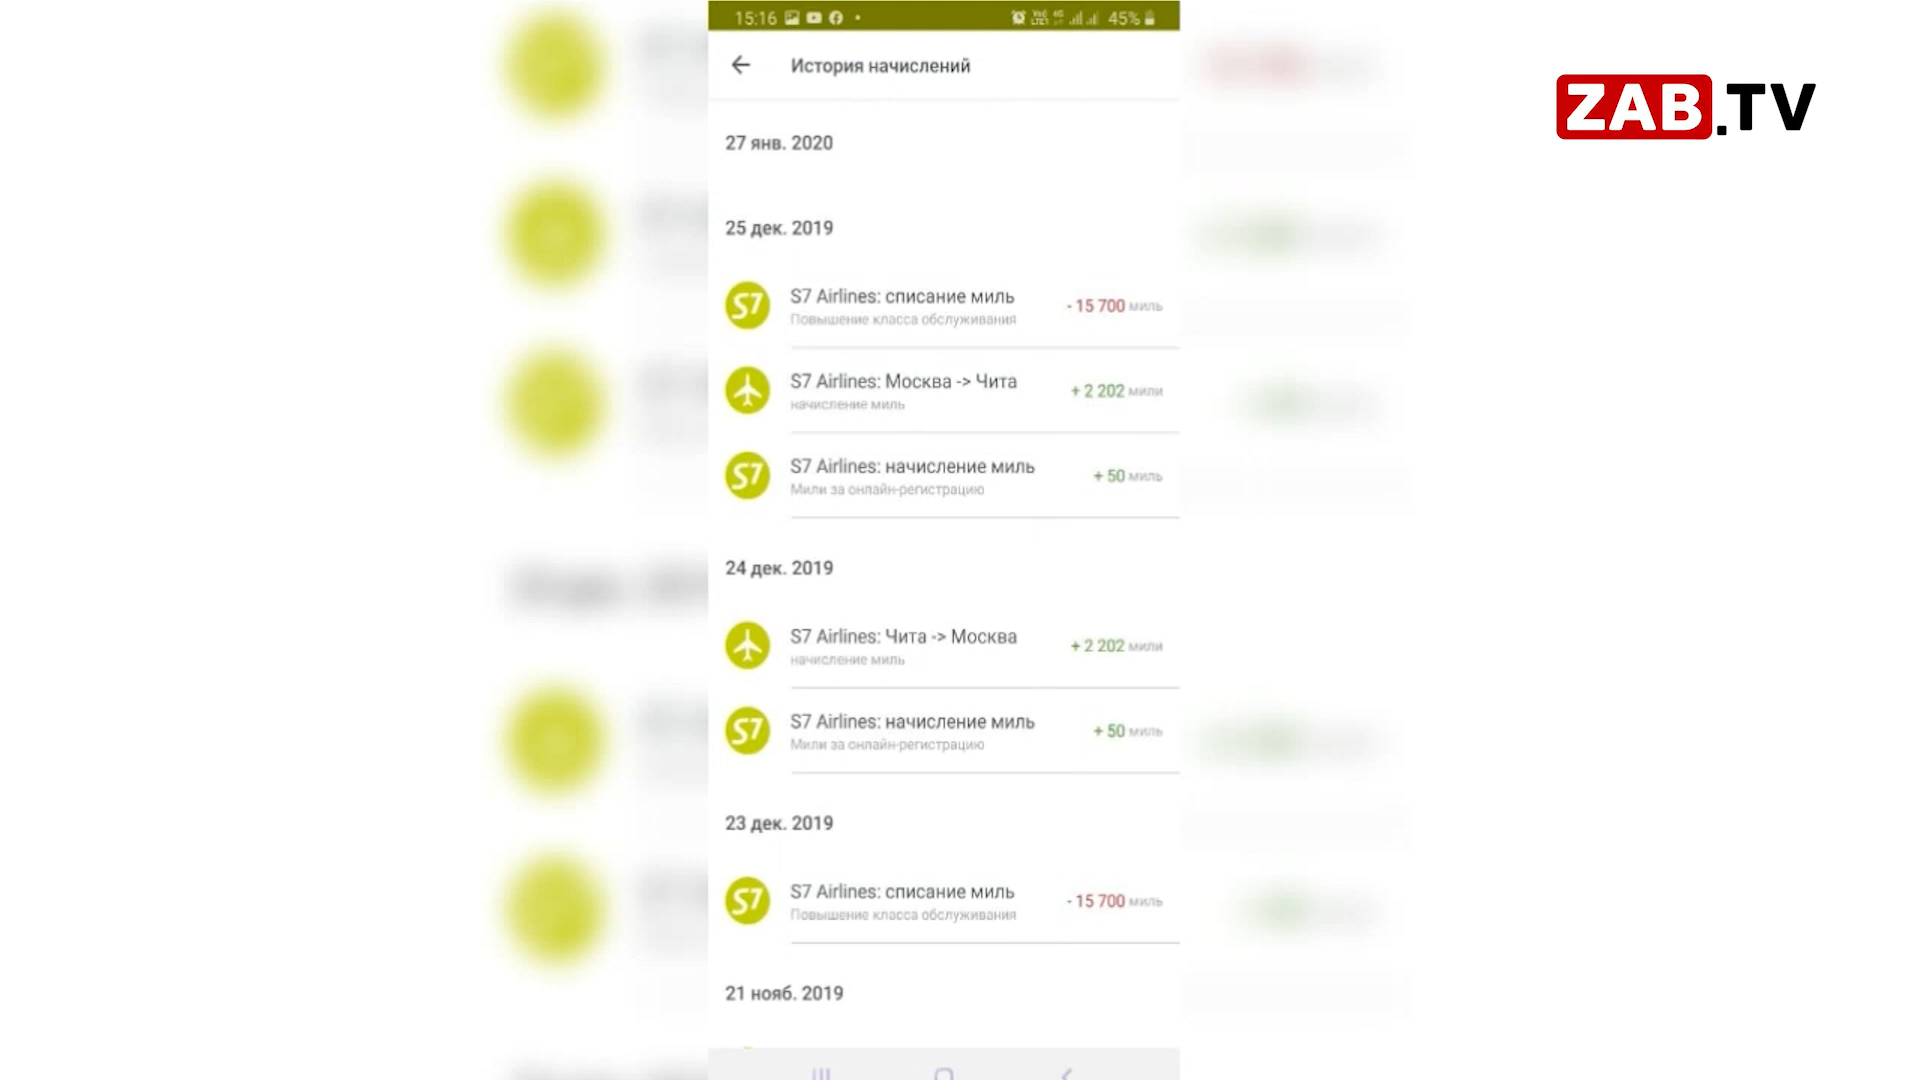 15:16
45%
История начислений
ZAB.TV
27 янв. 2020
25 дек. 2019
S7
S7 Airlines: списание миль
Повышение класса обслуживания
- 15 700 миль
S7 Airlines: Москва -> Чита
начисление миль
+ 2 202 мили
S7
S7 Airlines: начисление миль
Мили за онлайн-регистрацию
+ 50 миль
24 дек. 2019
S7 Airlines: Чита -> Москва
начисление миль
+ 2 202 мили
S7
S7 Airlines: начисление миль
Мили за онлайн-регистрацию
+ 50 миль
23 дек. 2019
S7
S7 Airlines: списание миль
Повышение класса обслуживания
- 15 700 миль
21 нояб. 2019